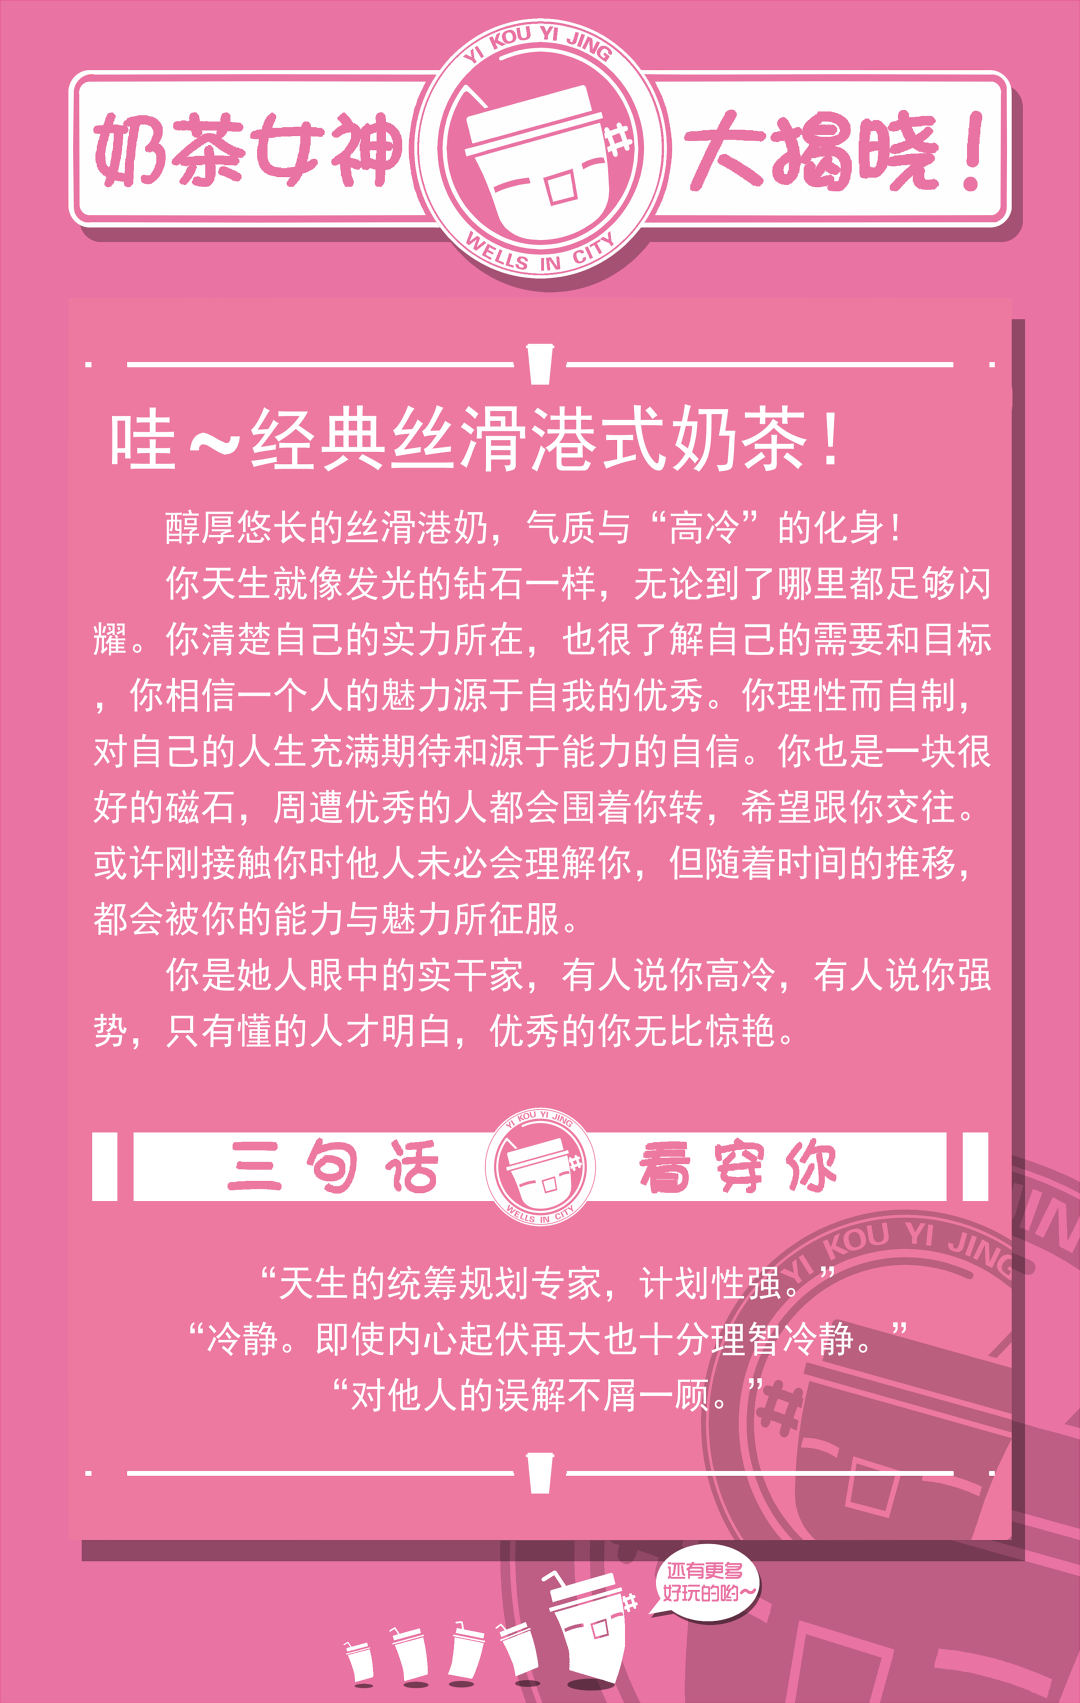 YI KOU YI JING
奶茶女神 大揭晓！
WELLS IN CITY
哇~经典丝滑港式奶茶！
醇厚悠长的丝滑港奶，气质与“高冷”的化身！
你天生就像发光的钻石一样，无论到了哪里都足够闪
耀。你清楚自己的实力所在，也很了解自己的需要和目标
，你相信一个人的魅力源于自我的优秀。你理性而自制，
对自己的人生充满期待和源于能力的自信。你也是一块很
好的磁石，周遭优秀的人都会围着你转，希望跟你交往。
或许刚接触你时他人未必会理解你，但随着时间的推移，
都会被你的能力与魅力所征服。
你是她人眼中的实干家，有人说你高冷，有人说你强
势，只有懂的人才明白，优秀的你无比惊艳。
YI KOU YI JING
三句话 看穿你
WELLS IN CITY
JING
YI KOU YI JING
“天生的统筹规划专家，计划性强。”
“冷静。即使内心起伏再大也十分理智冷静。”
“对他人的误解不屑一顾。”
还有更多
好玩的哟~